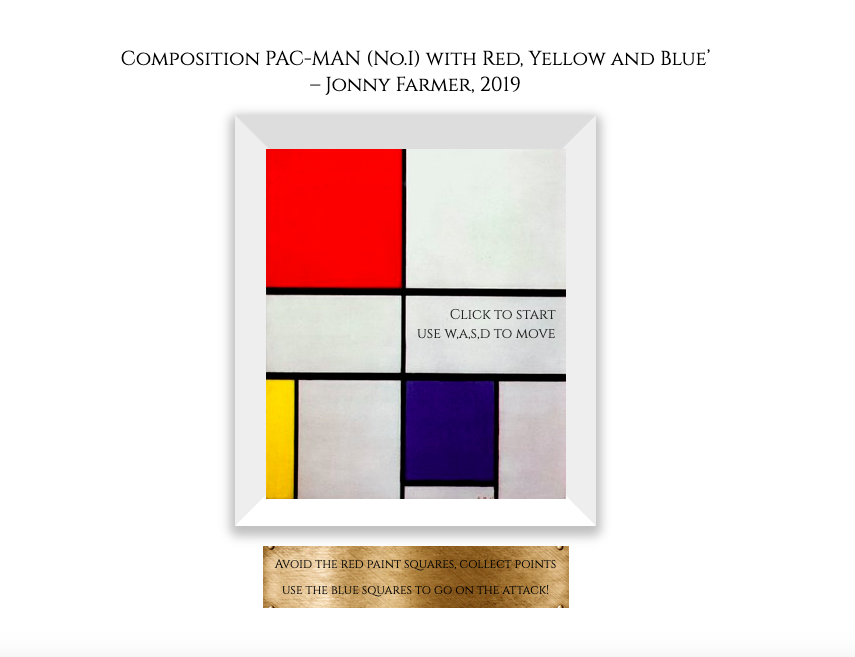 Composition PAC-MAN (No.I) with Red, Yellow and Blue’
– Jonny Farmer, 2019
Click to start
use w,a,s,d to move
Avoid the red paint squares, collect points
use the blue squares to go on the attack!